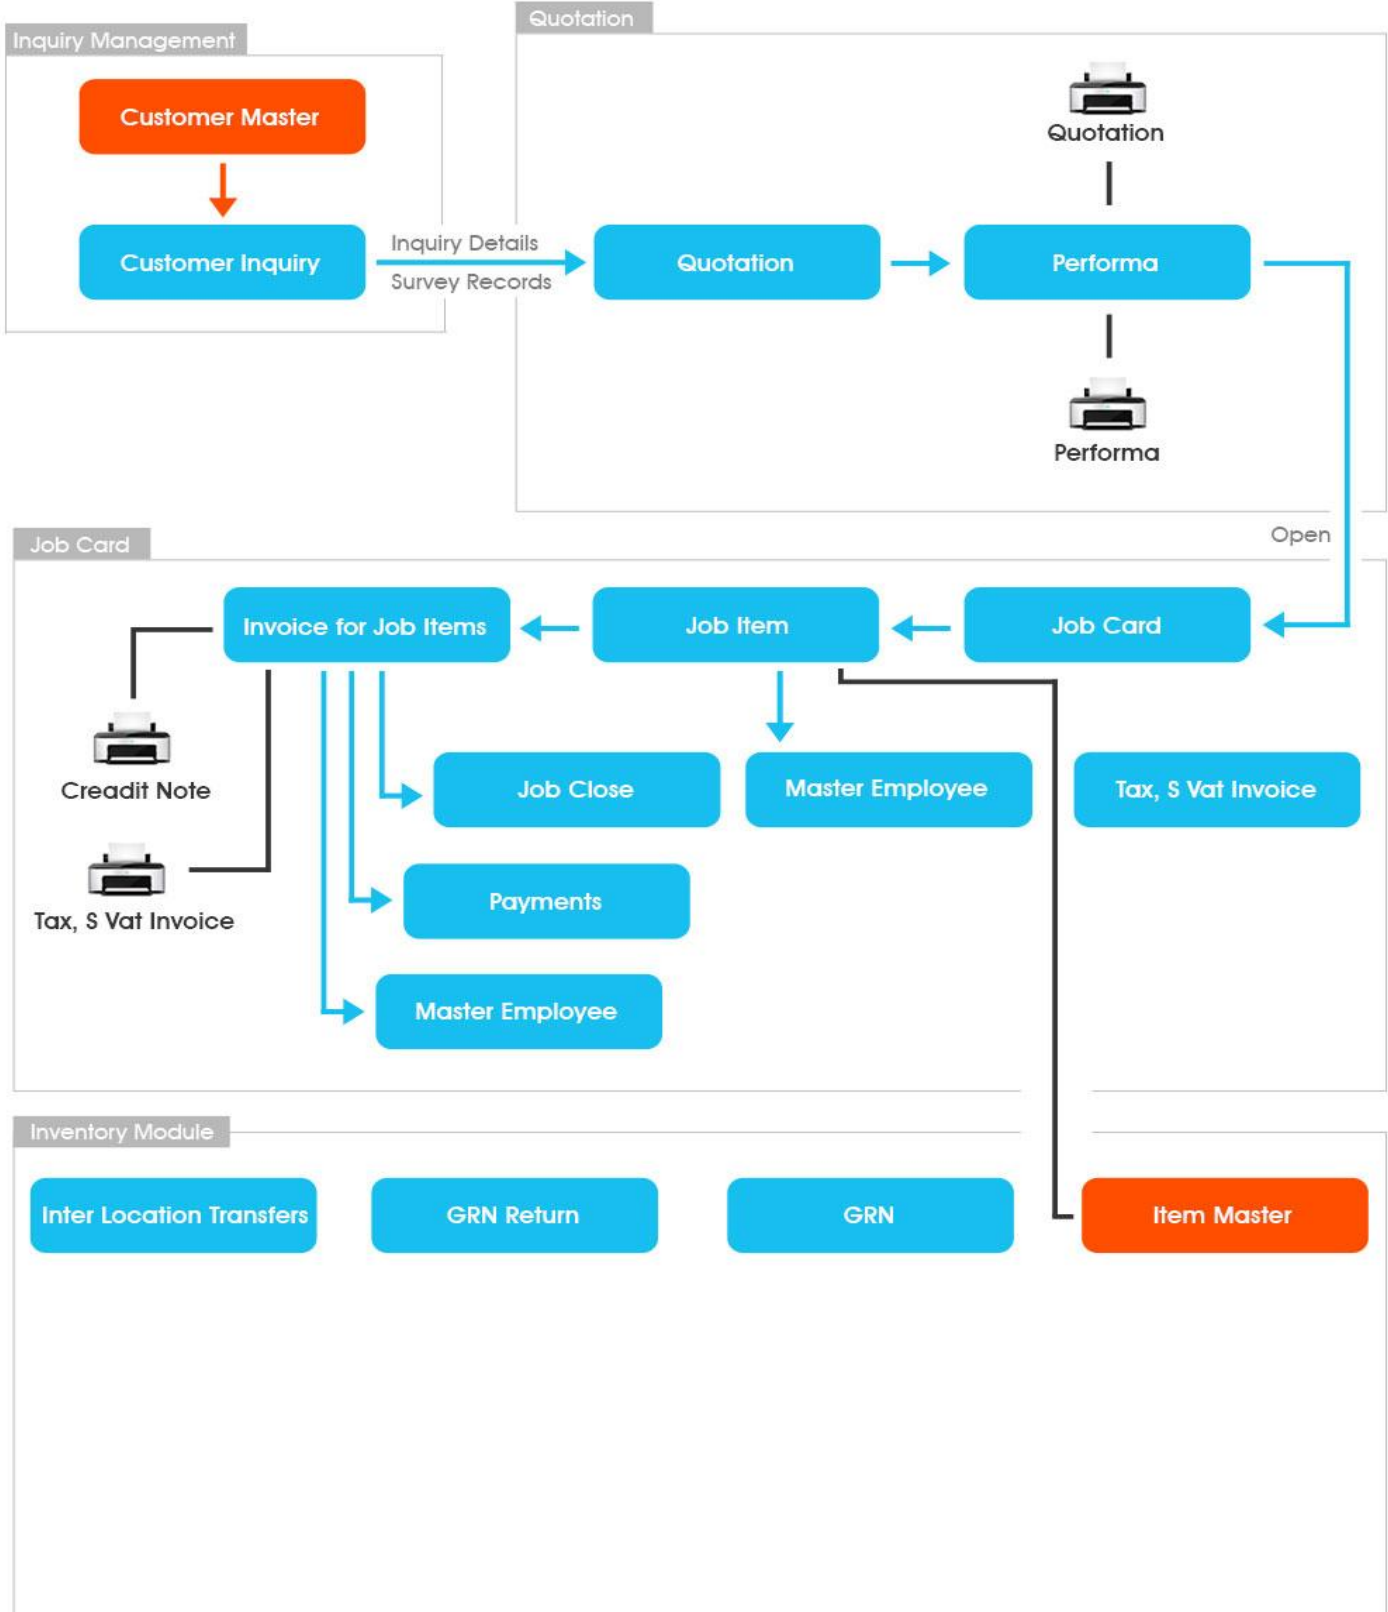 Inquiry Management
Customer Master
Customer Inquiry
Inquiry Details
Survey Records
Quotation
Quotation
Quotation
Performa
Performa
Open
Job Card
Invoice for Job Items
Job Item
Job Card
Creadit Note
Tax, S Vat Invoice
Job Close
Master Employee
Tax, S Vat Invoice
Payments
Master Employee
Inventory Module
Inter Location Transfers
GRN Return
GRN
Item Master